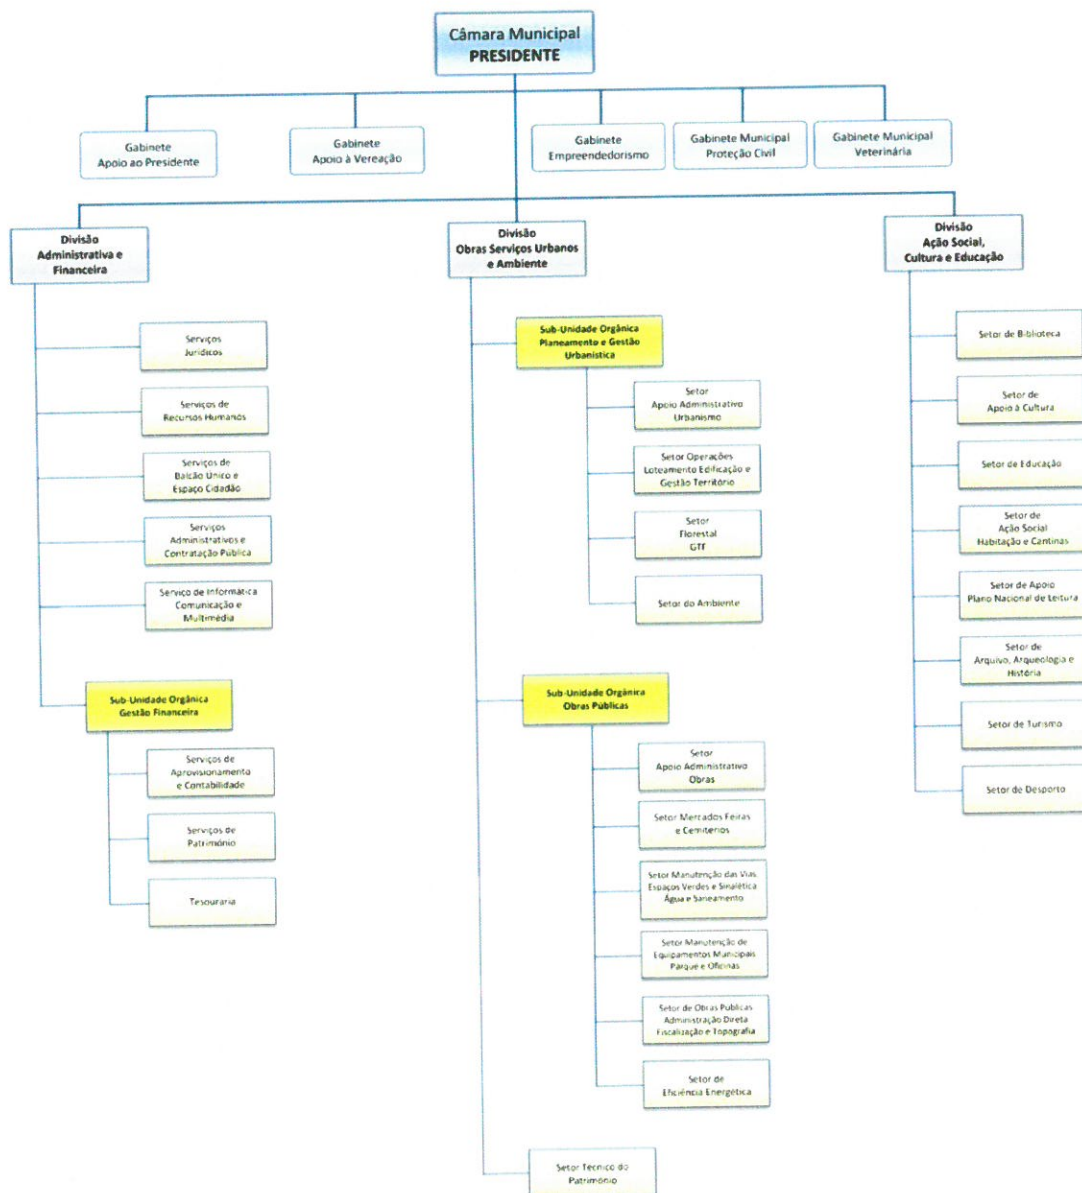 Câmara Municipal
PRESIDENTE
Gabinete
Apoio ao Presidente
Gabinete
Apoio à Vereação
Gabinete
Empreendedorismo
Gabinete Municipal
Proteção Civil
Gabinete Municipal
Veterinária
Divisão
Administrativa e
Financeira
Serviços
Jurídicos
Serviços de
Recursos Humanos
Serviços de
Balcão Único e
Espaço Cidadão
Serviços
Administrativos e
Contratação Pública
Serviço de Informática
Comunicação e
Multimédia
Sub-Unidade Orgânica
Gestão Financeira
Serviços de
Aprovisionamento
e Contabilidade
Serviços de
Património
Tesouraria
Divisão
Obras Serviços Urbanos
e Ambiente
Sub-Unidade Orgânica
Planeamento e Gestão
Urbanística
Setor
Apoio Administrativo
Urbanismo
Setor Operações
Loteamento Edificação e
Gestão Território
Setor
Florestal
GTF
Setor do Ambiente
Sub-Unidade Orgânica
Obras Públicas
Setor
Apoio Administrativo
Obras
Setor Mercados Feiras
e Cemitérios
Setor Manutenção das Vias
Espaços Verdes e Sinalética
Água e Saneamento
Setor Manutenção de
Equipamentos Municipais
Parque e Oficinas
Setor de Obras Públicas
Administração Direta
Fiscalização e Topografia
Setor de
Eficiência Energética
Setor Técnico do
Património
Divisão
Ação Social,
Cultura e Educação
Setor de Biblioteca
Setor de
Apoio à Cultura
Setor de Educação
Setor de
Ação Social
Habitação e Cantinas
Setor de Apoio
Plano Nacional de Leitura
Setor de
Arquivo, Arqueologia e
História
Setor de Turismo
Setor de Desporto